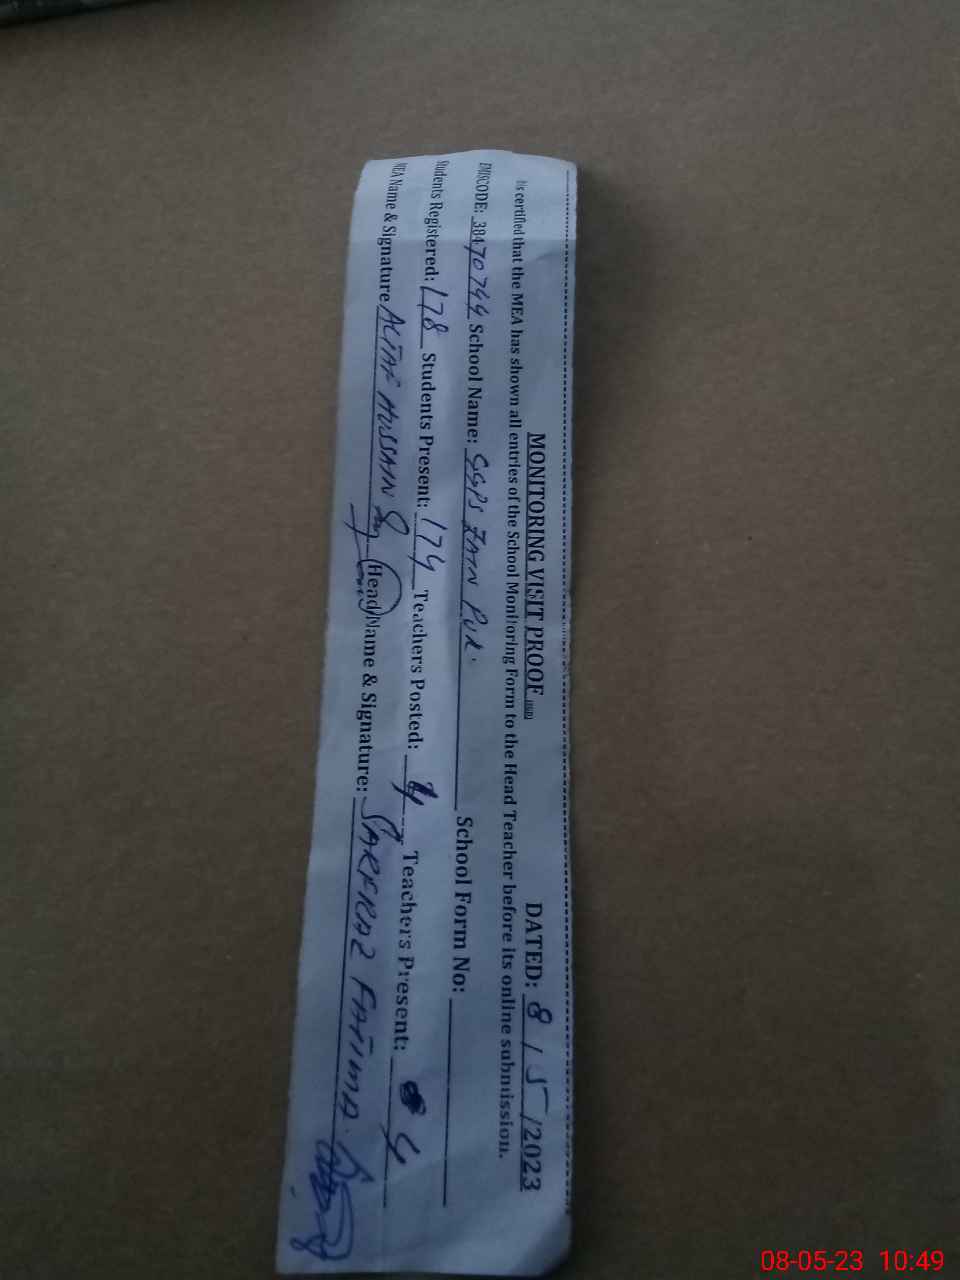 MONITORING VISIT PROOF DATED: 8/5/2023
is certified that the MEA has shown all entries of the School Monitoring Form to the Head Teacher before its online submission.
EMISCODE: 38470744 School Name: GGPS ZAIN PUR. School Form No:
Students Registered: 178 Students Present: 174 Teachers Posted: 4 Teachers Present: 4
MEA Name & Signature ALTAF HUSSAIN Head Name & Signature: SARFRAZ FATIMA.
08-05-23 10:49